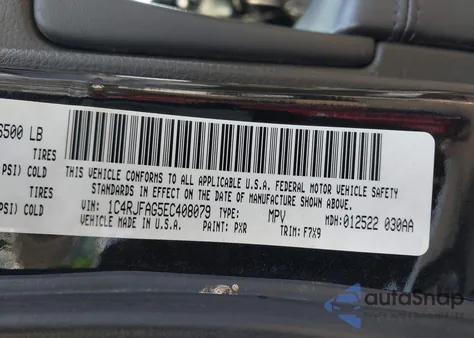 6500 LB
TIRES
PSI) COLD
TIRES
PSI) COLD
THIS VEHICLE CONFORMS TO ALL APPLICABLE U.S.A. FEDERAL MOTOR VEHICLE SAFETY
STANDARDS IN EFFECT ON THE DATE OF MANUFACTURE SHOWN ABOVE.
VIN: 1C4RJFAG5EC408079 TYPE: MPV MDH:012522 030AA
VEHICLE MADE IN U.S.A. PAINT: PXR TRIM: F7X9
autoSnap